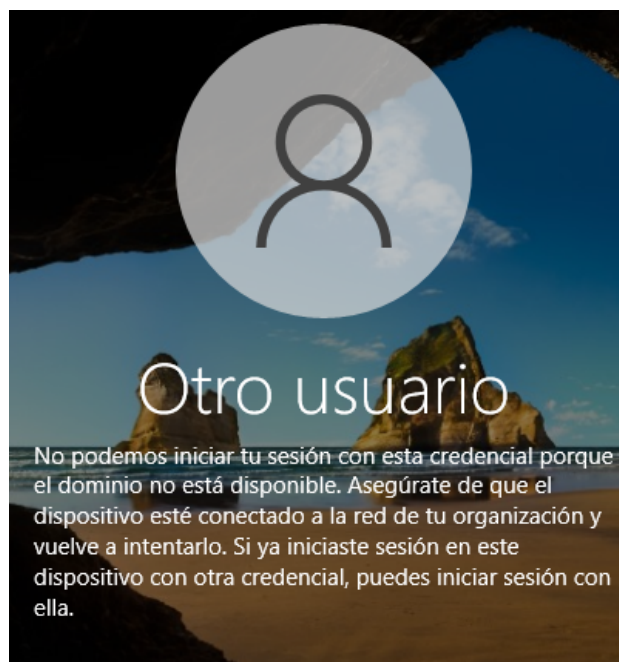 Otro usuario
No podemos iniciar tu sesión con esta credencial porque
el dominio no está disponible. Asegúrate de que el
dispositivo esté conectado a la red de tu organización y
vuelve a intentarlo. Si ya iniciaste sesión en este
dispositivo con otra credencial, puedes iniciar sesión con
ella.